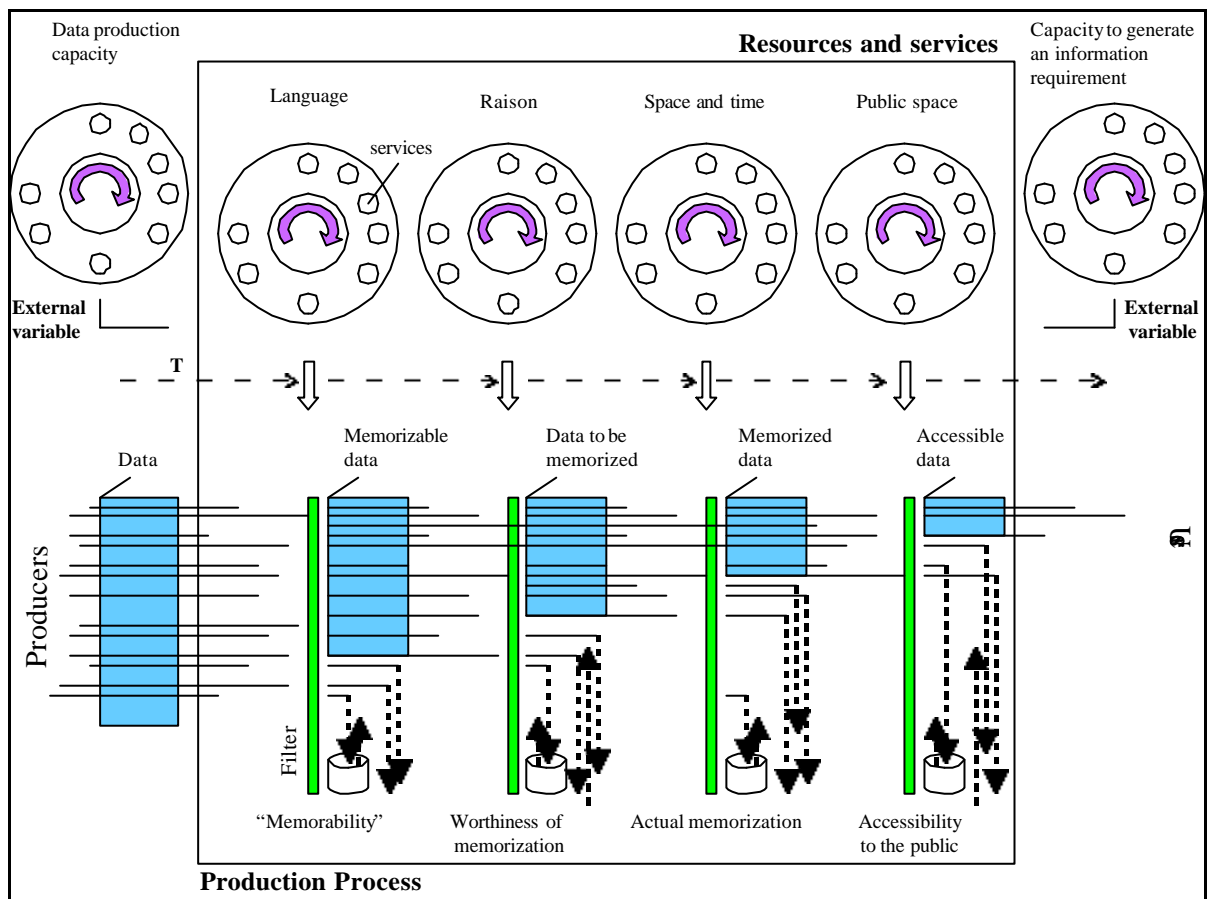 Data production
capacity
Resources and services
Capacity to generate
an information
requirement
Language
Raison
Space and time
Public space
services
External
variable
External
variable
T
Data
Memorizable
data
Data to be
memorized
Memorized
data
Accessible
data
Producers
Filter
“Memorability”
Worthiness of
memorization
Actual memorization
Accessibility
to the public
Production Process